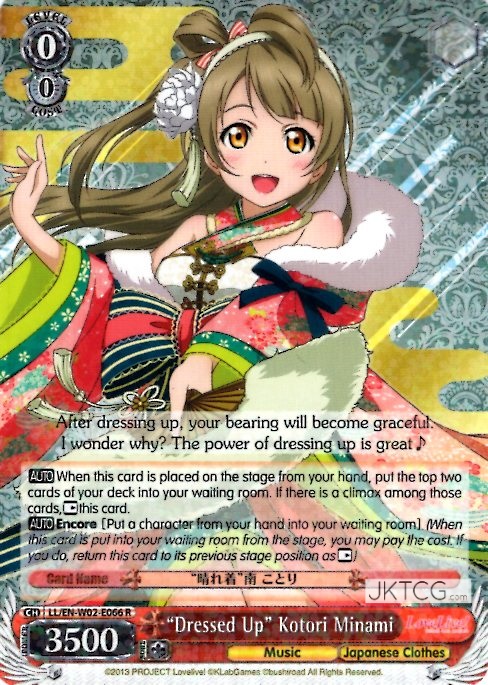 LEVEL
0
0
COST
After dressing up, your bearing will become graceful.
I wonder why? The power of dressing up is great♪
AUTO When this card is placed on the stage from your hand, put the top two
cards of your deck into your waiting room. If there is a climax among those
cards, this card.
AUTO Encore [Put a character from your hand into your waiting room] (When
this card is put into your waiting room from the stage, you may pay the cost. If
you do, return this card to its previous stage position as )
Card Name
"晴れ着"南 ことり
JKTCG.com
CH LL/EN-W02-E066 R
3500
"Dressed Up" Kotori Minami
LoveLive!
Music
Japanese Clothes
©2013 PROJECT Lovelive! ©KLabGames ©bushiroad All Rights Reserved.